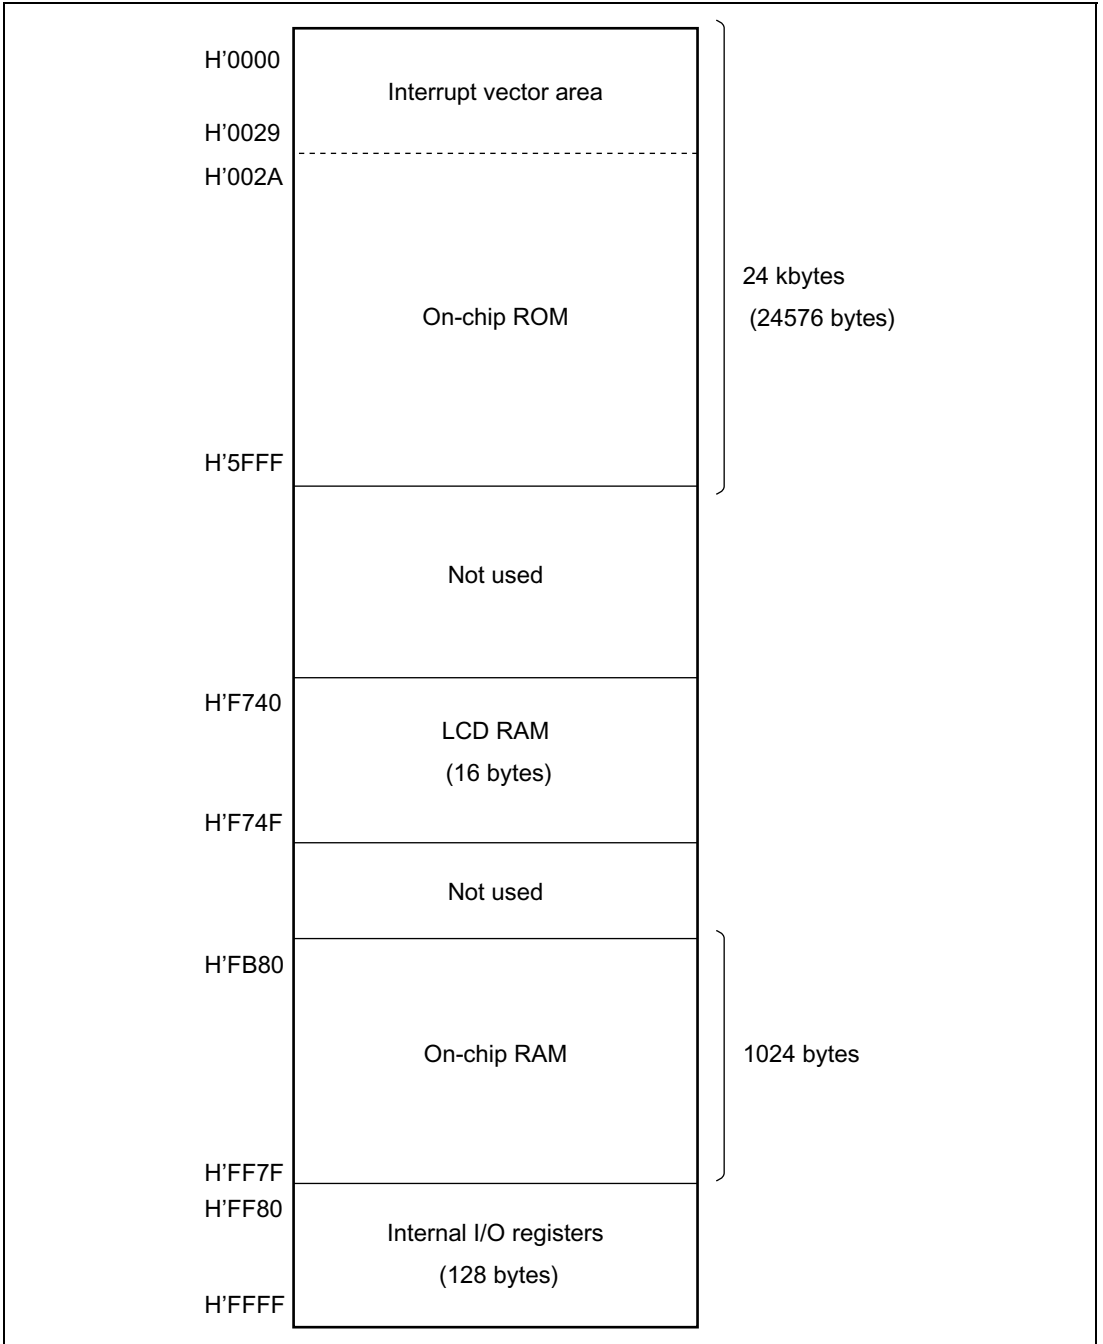 H'0000
Interrupt vector area
H'0029
H'002A
24 kbytes
(24576 bytes)
On-chip ROM
H'5FFF
Not used
H'F740
LCD RAM
(16 bytes)
H'F74F
Not used
H'FB80
On-chip RAM
1024 bytes
H'FF7F
H'FF80
Internal I/O registers
(128 bytes)
H'FFFF